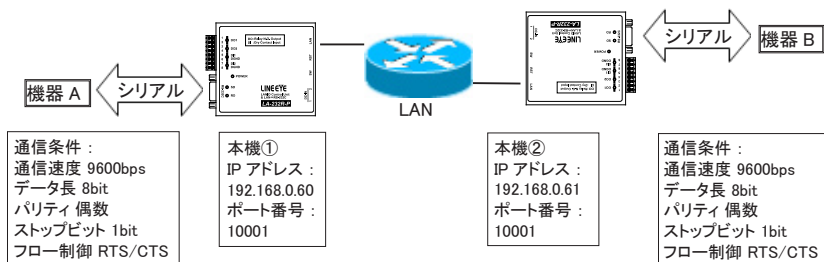 機器 A
シリアル
LINEEYE
LA-232R-P
LAN
LINEEYE
LA-232R-P
シリアル
機器 B
通信条件：
通信速度 9600bps
データ長 8bit
パリティ 偶数
ストップビット 1bit
フロー制御 RTS/CTS
本機①
IP アドレス：
192.168.0.60
ポート番号：
10001
本機②
IP アドレス：
192.168.0.61
ポート番号：
10001
通信条件：
通信速度 9600bps
データ長 8bit
パリティ 偶数
ストップビット 1bit
フロー制御 RTS/CTS